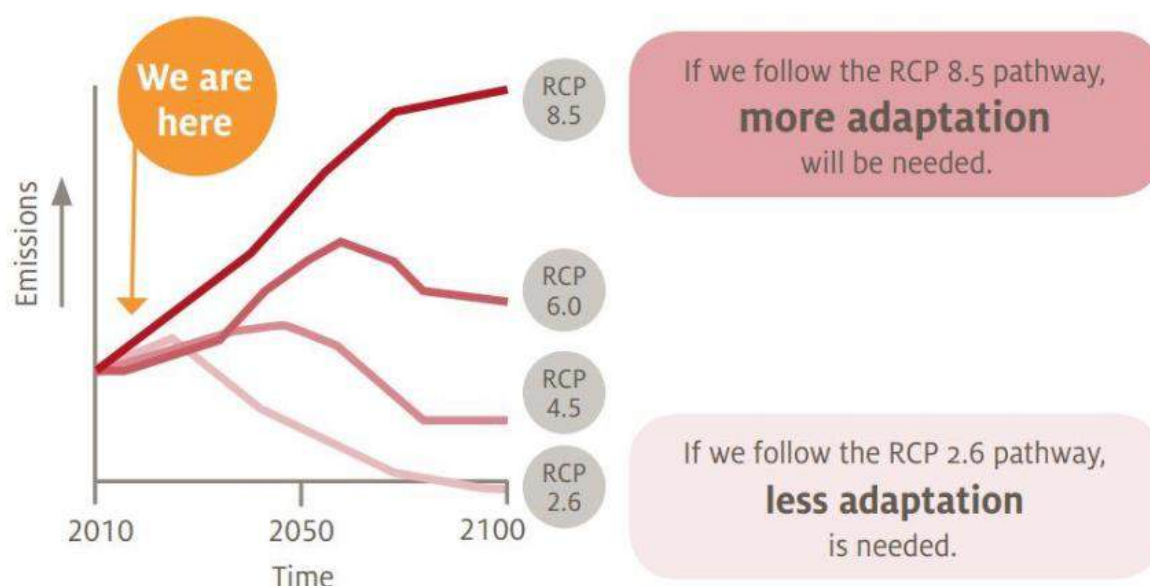 We are
here
Emissions
RCP
8.5
RCP
6.0
RCP
4.5
RCP
2.6
2010
2050
2100
Time
If we follow the RCP 8.5 pathway,
more adaptation
will be needed.
If we follow the RCP 2.6 pathway,
less adaptation
is needed.